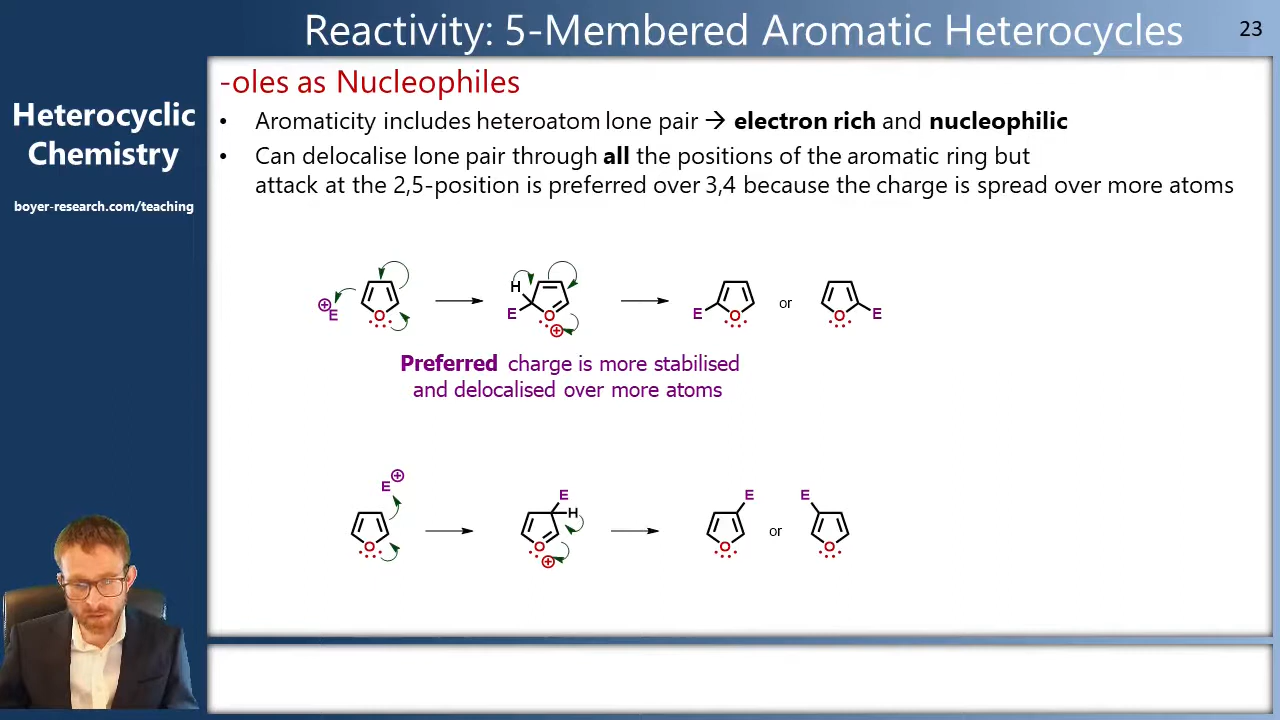 Reactivity: 5-Membered Aromatic Heterocycles
23
Heterocyclic
Chemistry
boyer-research.com/teaching
-oles as Nucleophiles
• Aromaticity includes heteroatom lone pair → electron rich and nucleophilic
• Can delocalise lone pair through all the positions of the aromatic ring but
attack at the 2,5-position is preferred over 3,4 because the charge is spread over more atoms
⊕
E
O
H
E
O
⊕
E
O
or
O
E
Preferred charge is more stabilised
and delocalised over more atoms
E ⊕
O
E
H
O
⊕
E
O
or
E
O